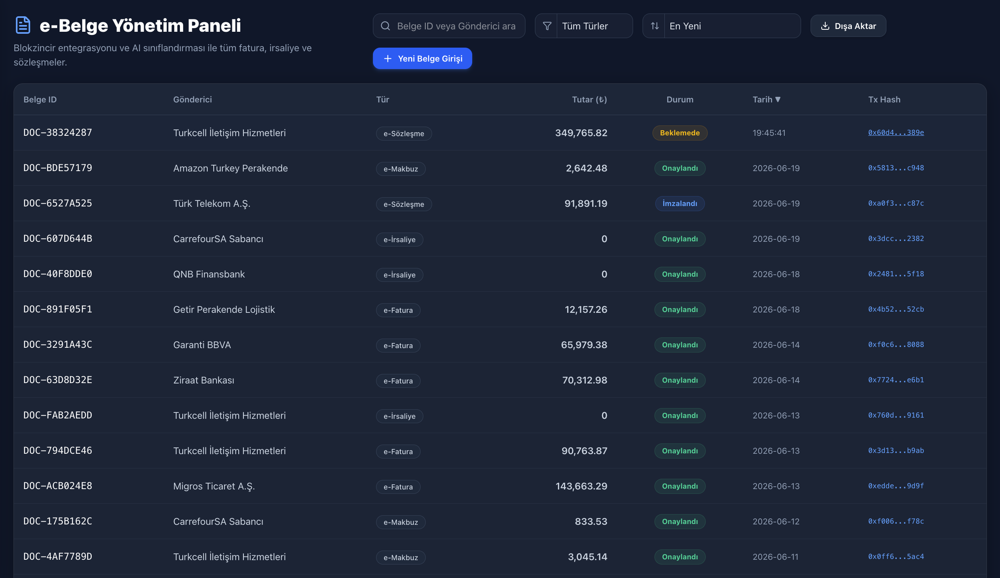 e-Belge Yönetim Paneli
Blokzincir entegrasyonu ve AI sınıflandırması ile tüm fatura, irsaliye ve
sözleşmeler.
Belge ID veya Gönderici ara
Tüm Türler
En Yeni
Dışa Aktar
Yeni Belge Girişi
Belge ID Gönderici Tür Tutar (₺) Durum Tarih ▼ Tx Hash
DOC-38324287 Turkcell İletişim Hizmetleri e-Sözleşme 349,765.82 Beklemede 19:45:41 0x60d4...389e
DOC-BDE57179 Amazon Turkey Perakende e-Makbuz 2,642.48 Onaylandı 2026-06-19 0x5813...c948
DOC-6527A525 Türk Telekom A.Ş. e-Sözleşme 91,891.19 İmzalandı 2026-06-19 0xa0f3...c87c
DOC-607D644B CarrefourSA Sabancı e-İrsaliye 0 Onaylandı 2026-06-19 0x3dcc...2382
DOC-40F8DDE0 QNB Finansbank e-İrsaliye 0 Onaylandı 2026-06-18 0x2481...5f18
DOC-891F05F1 Getir Perakende Lojistik e-Fatura 12,157.26 Onaylandı 2026-06-18 0x4b52...52cb
DOC-3291A43C Garanti BBVA e-Fatura 65,979.38 Onaylandı 2026-06-14 0xf0c6...8088
DOC-63D8D32E Ziraat Bankası e-Fatura 70,312.98 Onaylandı 2026-06-14 0x7724...e6b1
DOC-FAB2AEDD Turkcell İletişim Hizmetleri e-İrsaliye 0 Onaylandı 2026-06-13 0x760d...9161
DOC-794DCE46 Turkcell İletişim Hizmetleri e-Fatura 90,763.87 Onaylandı 2026-06-13 0x3d13...b9ab
DOC-ACB024E8 Migros Ticaret A.Ş. e-Fatura 143,663.29 Onaylandı 2026-06-13 0xedde...9d9f
DOC-175B162C CarrefourSA Sabancı e-Makbuz 833.53 Onaylandı 2026-06-12 0xf006...f78c
DOC-4AF7789D Turkcell İletişim Hizmetleri e-Makbuz 3,045.14 Onaylandı 2026-06-11 0x0ff6...5ac4